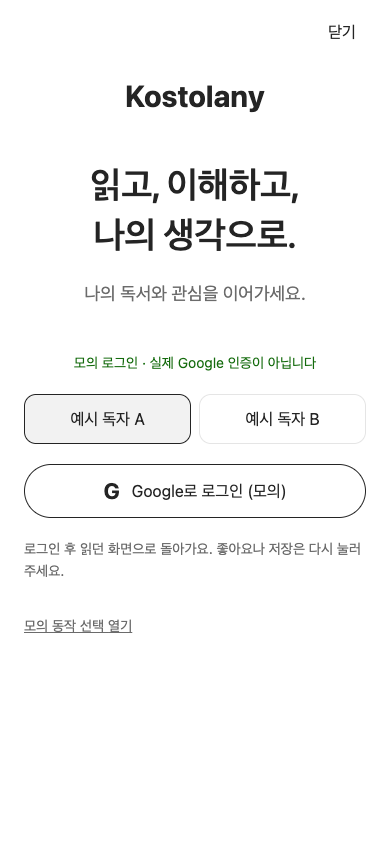 닫기
Kostolany
읽고, 이해하고,
나의 생각으로.
나의 독서와 관심을 이어가세요.
모의 로그인 · 실제 Google 인증이 아닙니다
예시 독자 A
예시 독자 B
G Google로 로그인 (모의)
로그인 후 읽던 화면으로 돌아가요. 좋아요나 저장은 다시 눌러
주세요.
모의 동작 선택 열기